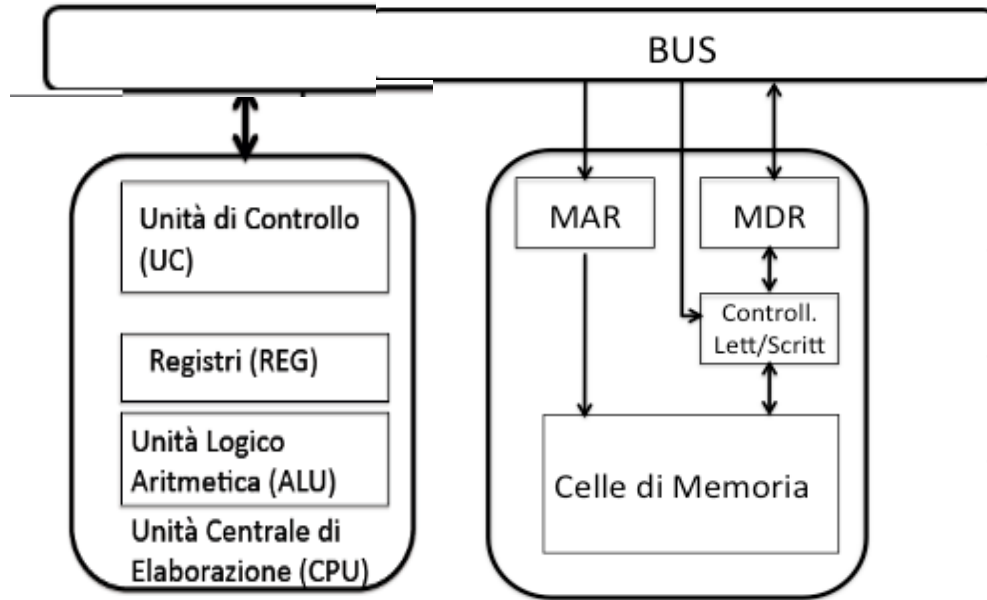 BUS
Unità di Controllo
(UC)
Registri (REG)
Unità Logico
Aritmetica (ALU)
Unità Centrale di
Elaborazione (CPU)
MAR
MDR
Controll.
Lett/Scritt
Celle di Memoria